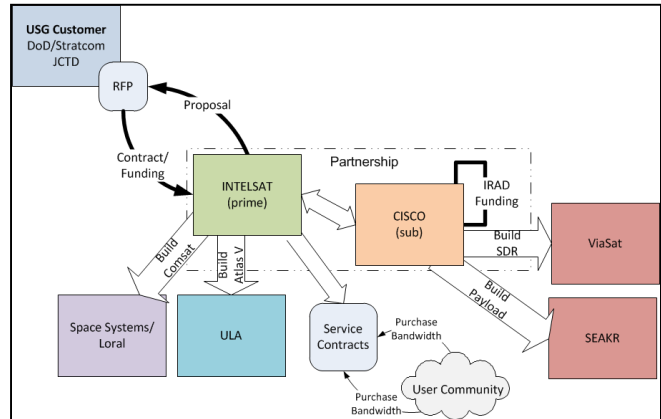 USG Customer
DoD/Stratcom
JCTD
RFP
Proposal
Contract/
Funding
Partnership
INTELSAT
(prime)
CISCO
(sub)
IRAD
Funding
Build
Comsat
Build
Atlas V
Build
SDR
Build
Payload
ViaSat
Space Systems/
Loral
ULA
Service
Contracts
Purchase
Bandwidth
SEAKR
User Community
Purchase
Bandwidth